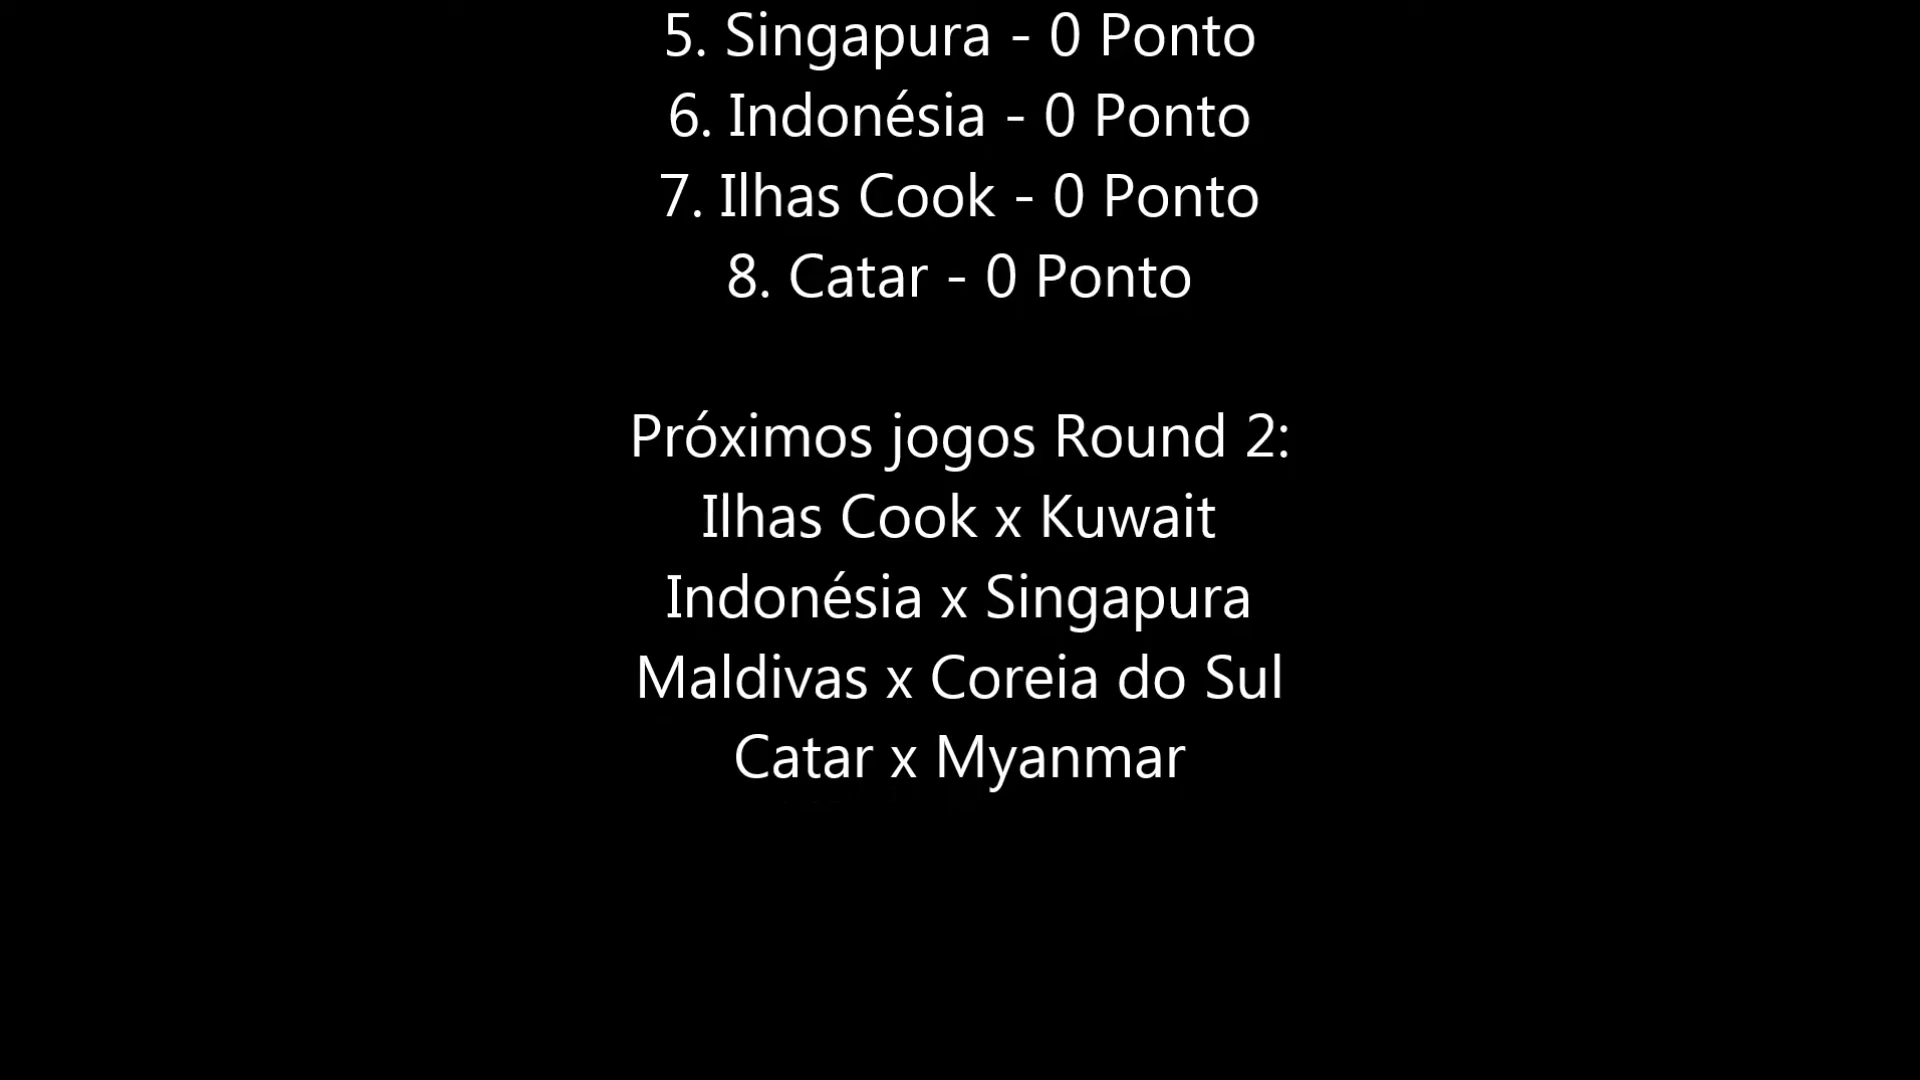 5. Singapura - 0 Ponto
6. Indonésia - 0 Ponto
7. Ilhas Cook - 0 Ponto
8. Catar - 0 Ponto
Próximos jogos Round 2:
Ilhas Cook x Kuwait
Indonésia x Singapura
Maldivas x Coreia do Sul
Catar x Myanmar